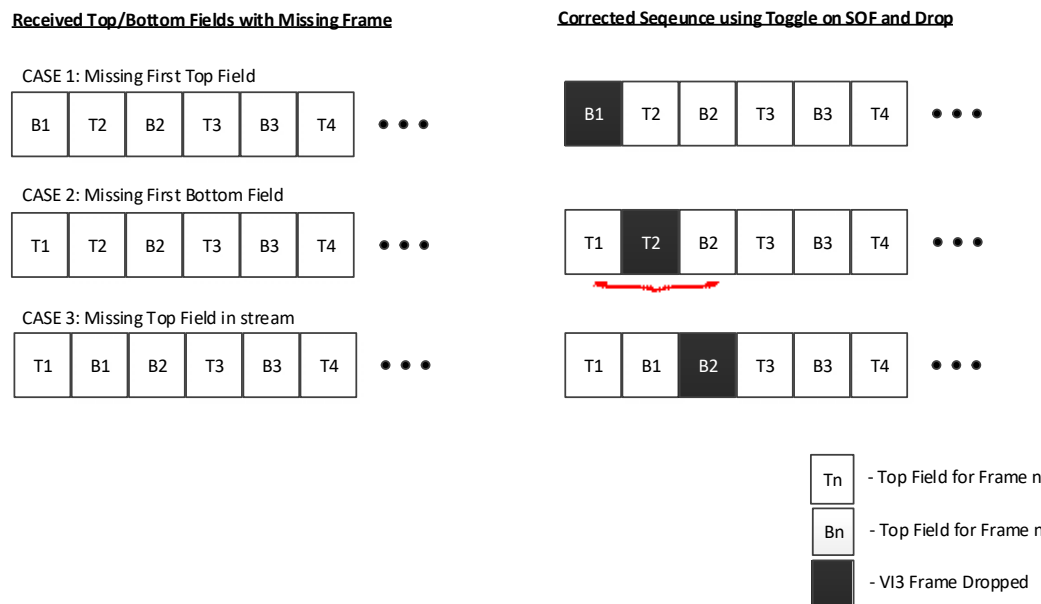 Received Top/Bottom Fields with Missing Frame
Corrected Seqeunce using Toggle on SOF and Drop
CASE 1: Missing First Top Field
B1 T2 B2 T3 B3 T4
B1 T2 B2 T3 B3 T4
CASE 2: Missing First Bottom Field
T1 T2 B2 T3 B3 T4
T1 T2 B2 T3 B3 T4
CASE 3: Missing Top Field in stream
T1 B1 B2 T3 B3 T4
T1 B1 B2 T3 B3 T4
Tn - Top Field for Frame n
Bn - Top Field for Frame n
- VI3 Frame Dropped